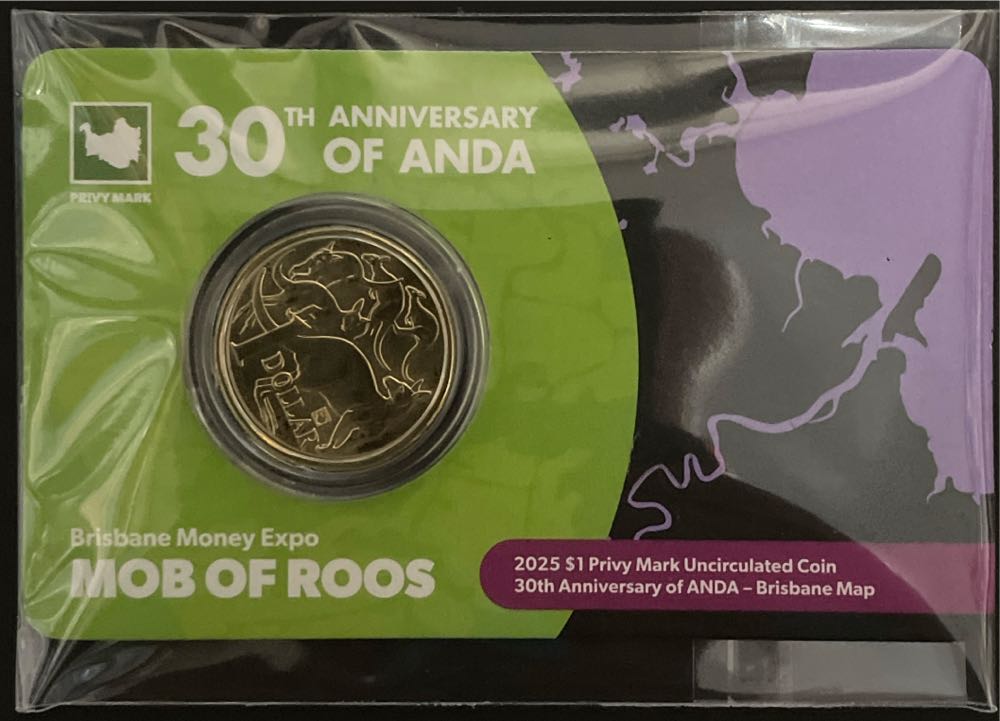 30TH ANNIVERSARY
OF ANDA
PRIVY MARK
DOLLAR
Brisbane Money Expo
MOB OF ROOS
2025 $1 Privy Mark Uncirculated Coin
30th Anniversary of ANDA – Brisbane Map